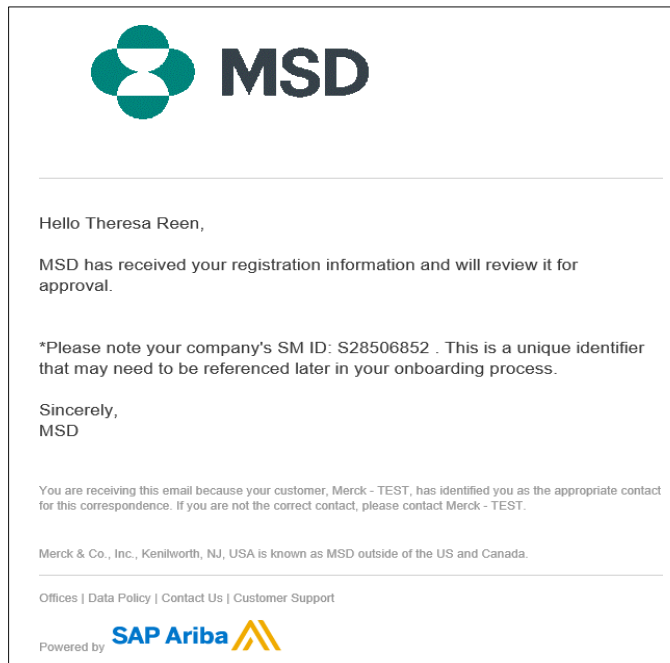 MSD
Hello Theresa Reen,
MSD has received your registration information and will review it for
approval.
*Please note your company's SM ID: S28506852 . This is a unique identifier
that may need to be referenced later in your onboarding process.
Sincerely,
MSD
You are receiving this email because your customer, Merck - TEST, has identified you as the appropriate contact
for this correspondence. If you are not the correct contact, please contact Merck - TEST.
Merck & Co., Inc., Kenilworth, NJ, USA is known as MSD outside of the US and Canada.
Offices | Data Policy | Contact Us | Customer Support
Powered by SAP Ariba